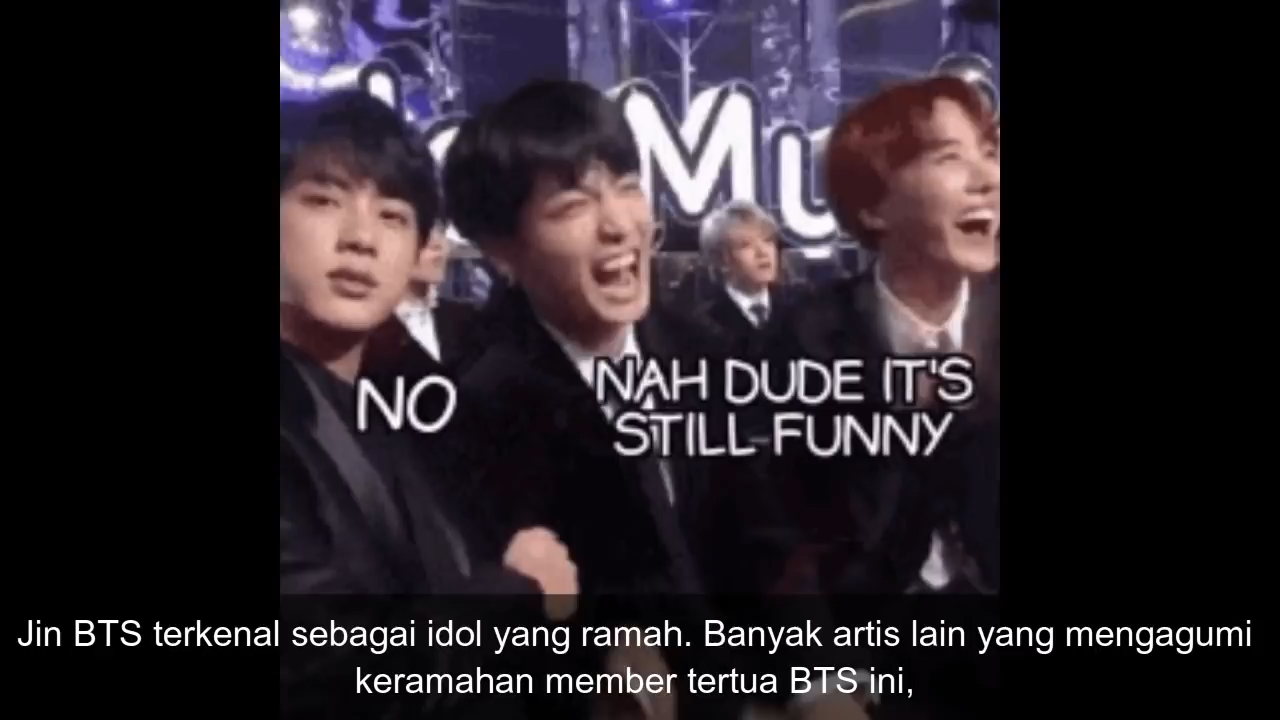 Mu
NO
NAH DUDE IT'S
STILL FUNNY
Jin BTS terkenal sebagai idol yang ramah. Banyak artis lain yang mengagumi
keramahan member tertua BTS ini,